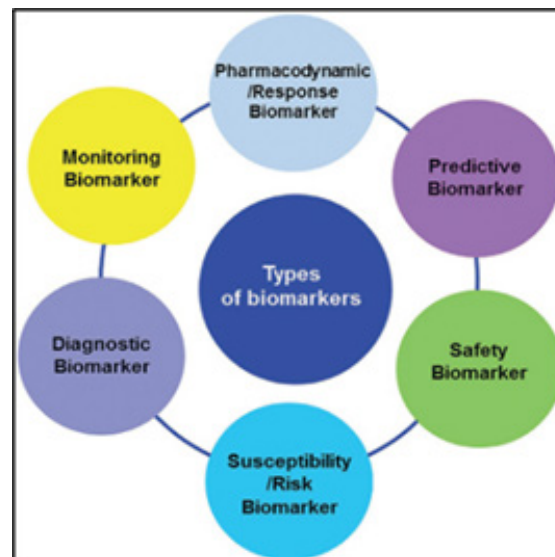 Pharmacodynamic
/Response
Biomarker
Monitoring
Biomarker
Predictive
Biomarker
Types
of biomarkers
Diagnostic
Biomarker
Safety
Biomarker
Susceptibility
/Risk
Biomarker